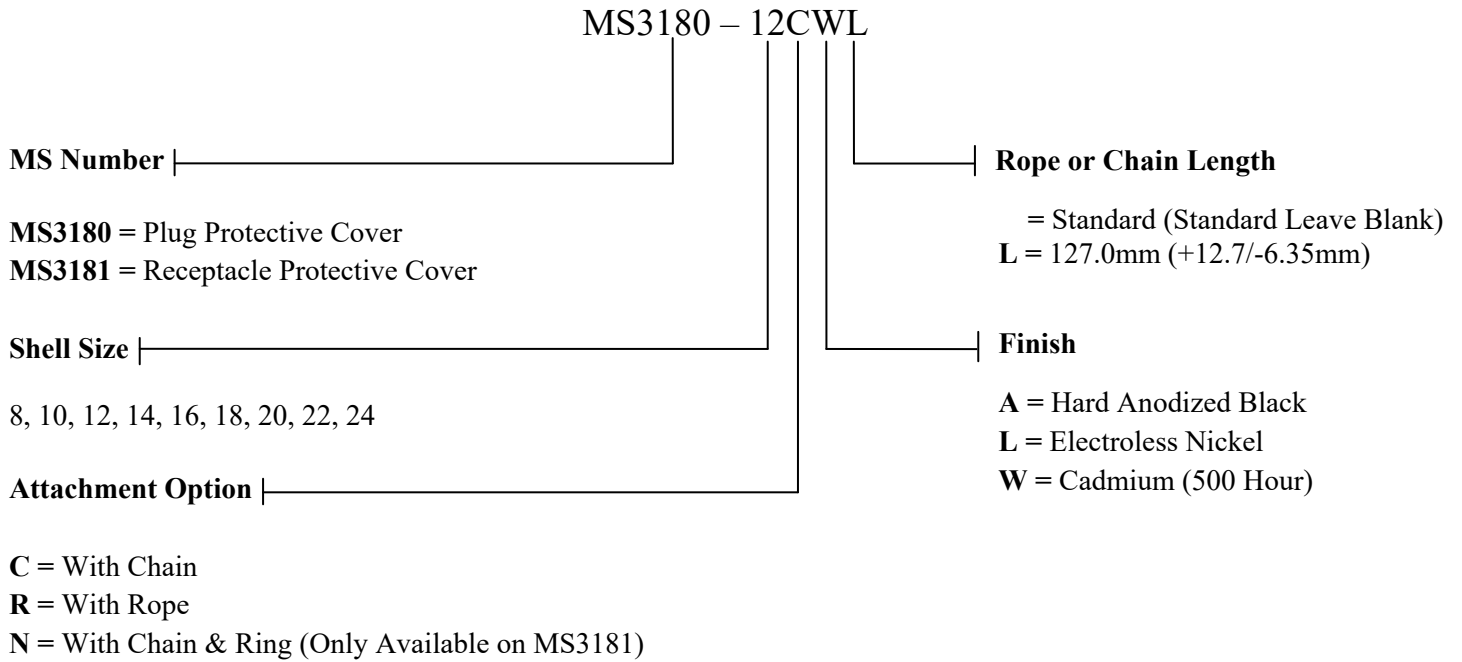 MS3180 – 12CWL
MS Number
MS3180 = Plug Protective Cover
MS3181 = Receptacle Protective Cover
Shell Size
8, 10, 12, 14, 16, 18, 20, 22, 24
Attachment Option
C = With Chain
R = With Rope
N = With Chain & Ring (Only Available on MS3181)
Rope or Chain Length
= Standard (Standard Leave Blank)
L = 127.0mm (+12.7/-6.35mm)
Finish
A = Hard Anodized Black
L = Electroless Nickel
W = Cadmium (500 Hour)